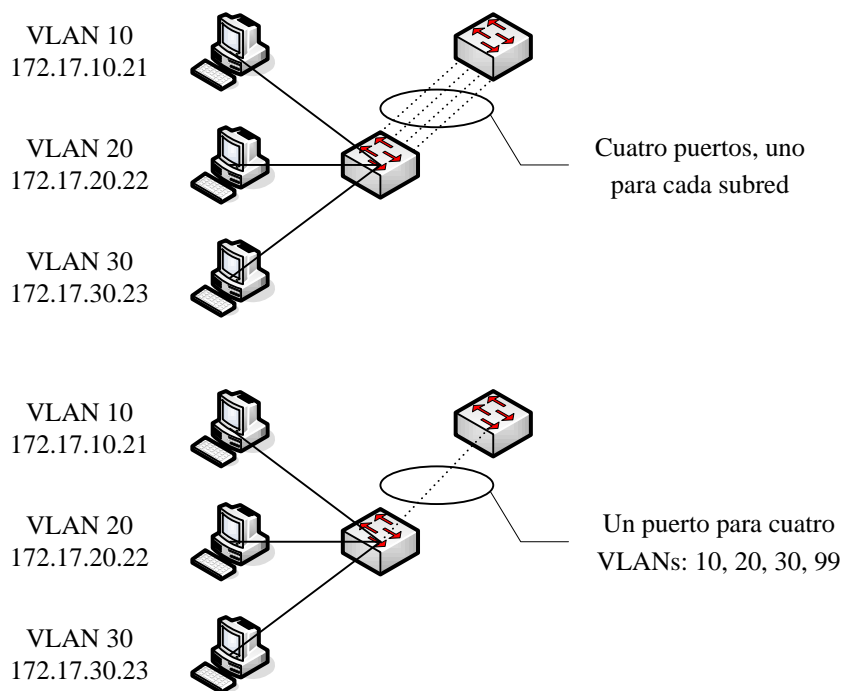 VLAN 10
172.17.10.21
VLAN 20
172.17.20.22
VLAN 30
172.17.30.23
Cuatro puertos, uno
para cada subred
VLAN 10
172.17.10.21
VLAN 20
172.17.20.22
VLAN 30
172.17.30.23
Un puerto para cuatro
VLANs: 10, 20, 30, 99